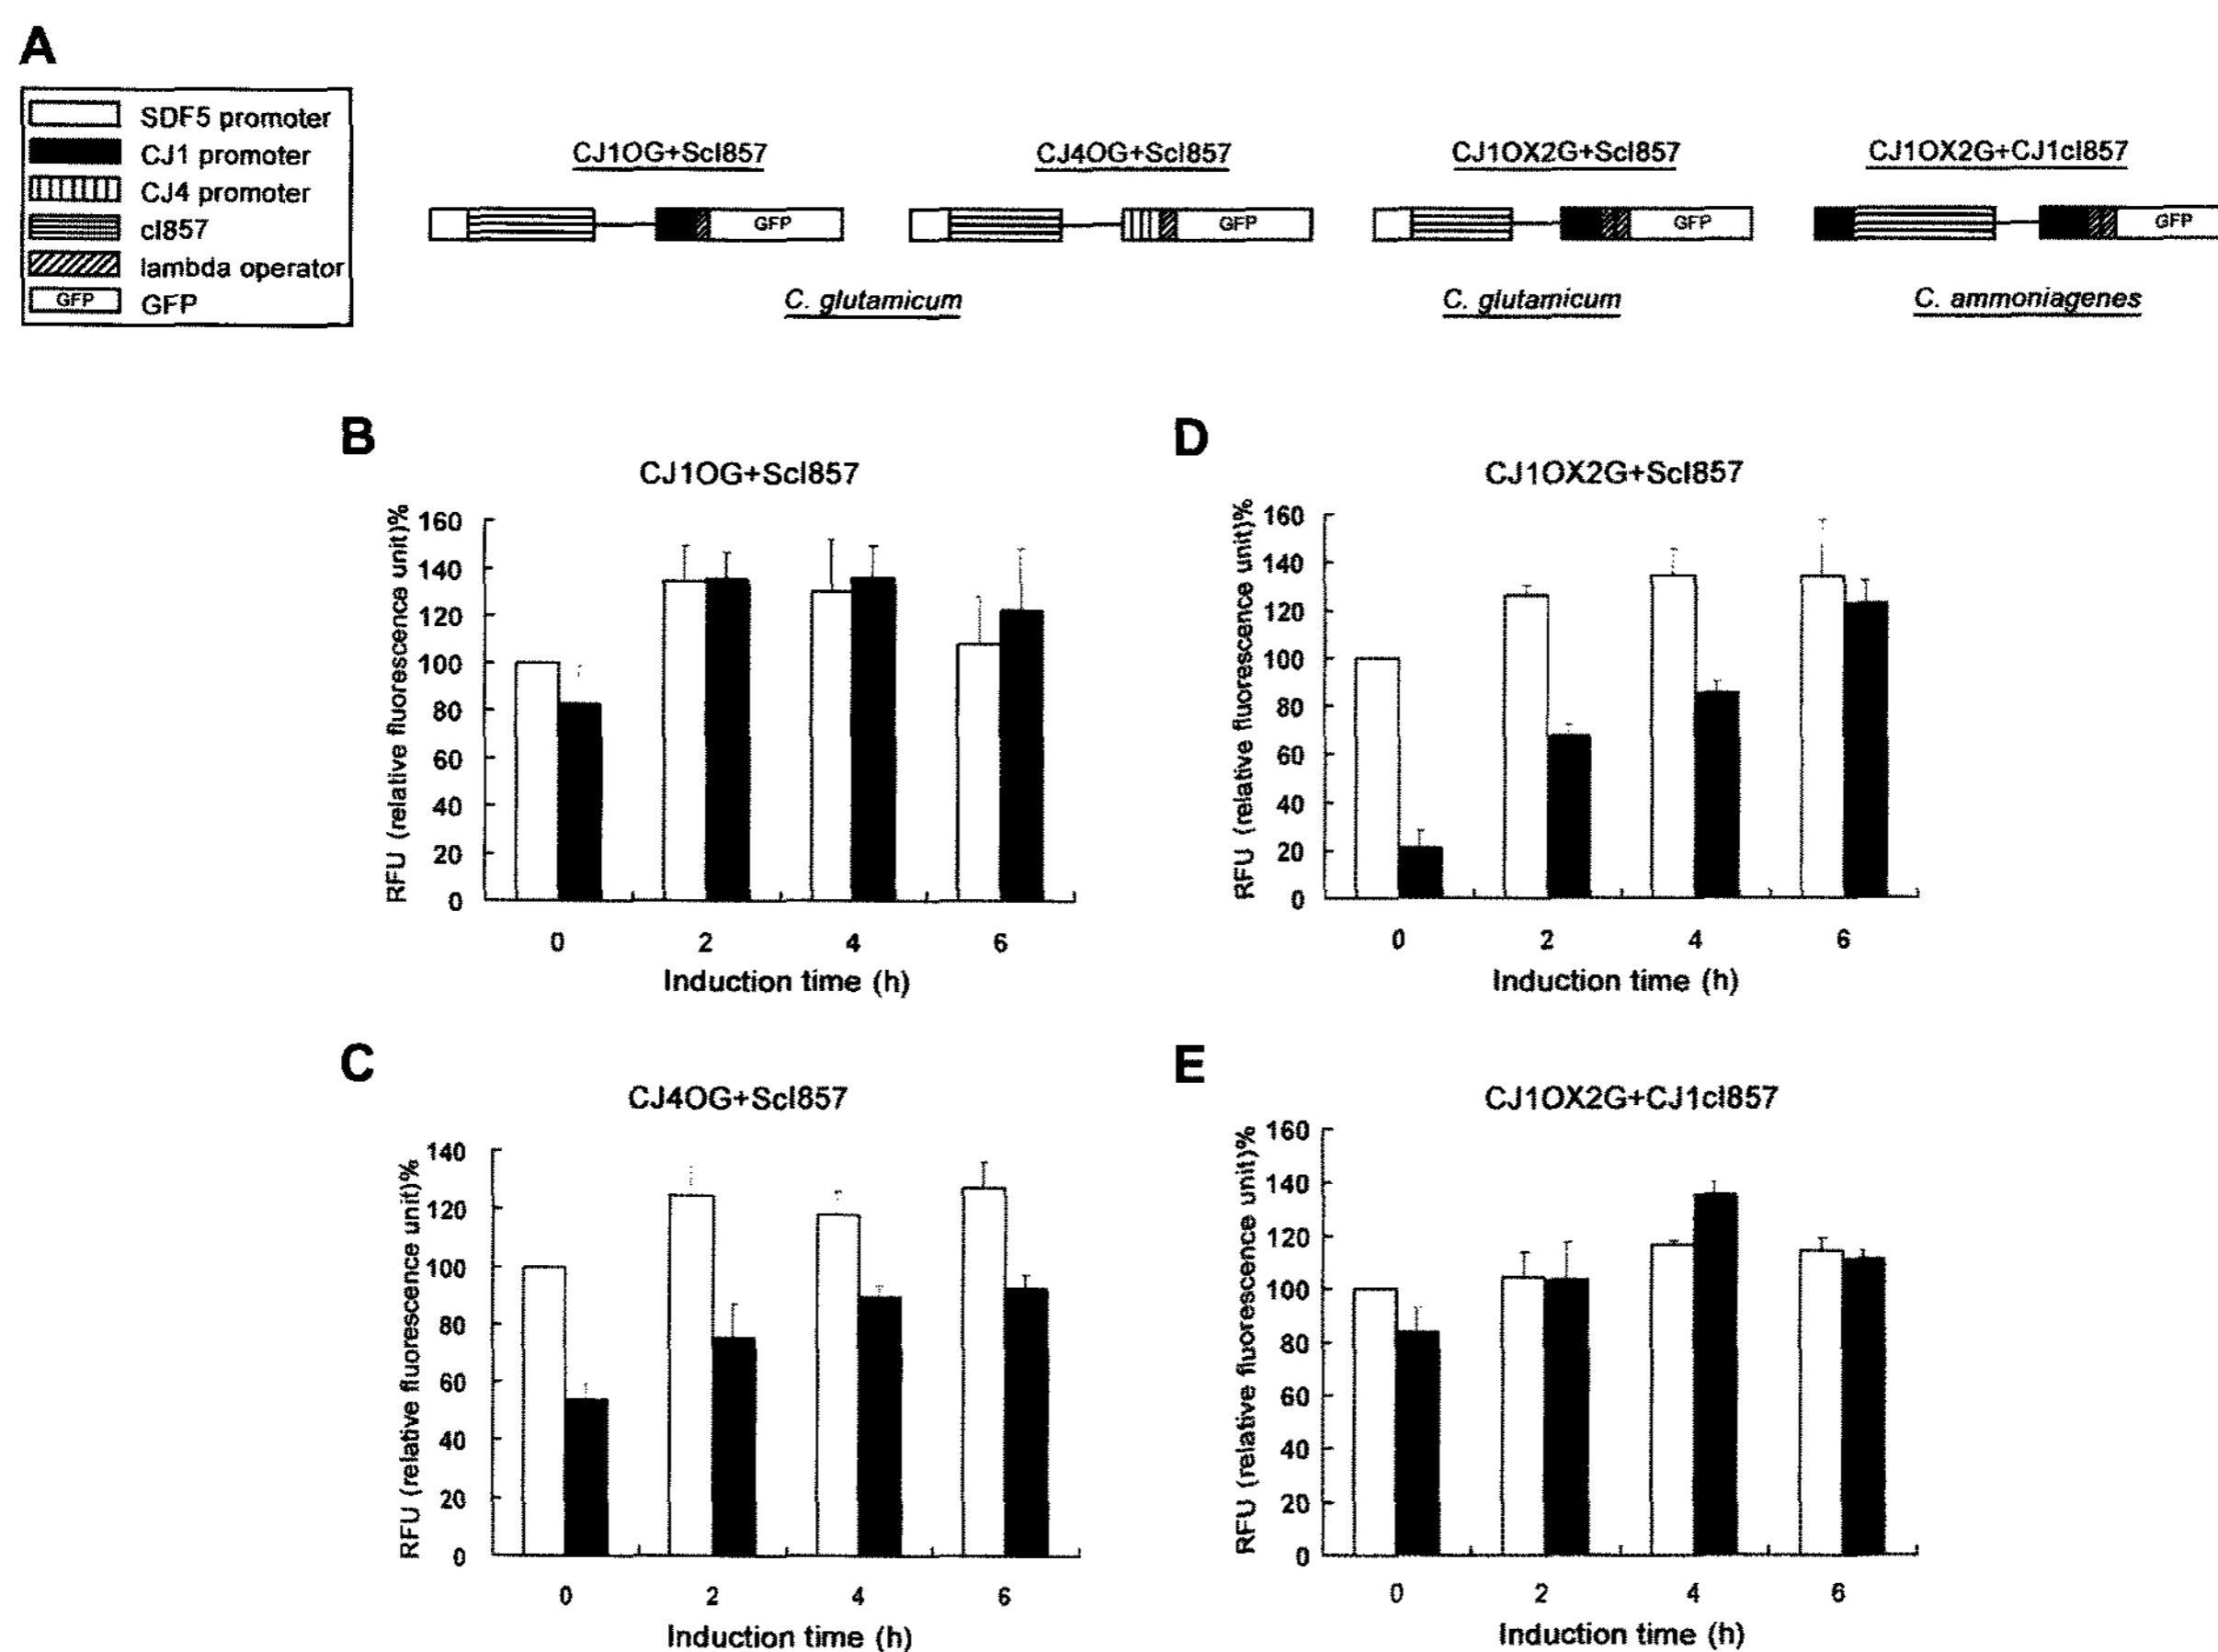 A
SDF5 promoter
CJ1 promoter
CJ4 promoter
cI857
lambda operator
GFP GFP
CJ1OG+ScI857
GFP
CJ4OG+ScI857
GFP
CJ1OX2G+ScI857
GFP
CJ1OX2G+CJ1cI857
GFP
C. glutamicum
C. glutamicum
C. ammoniagenes
B
CJ1OG+ScI857
RFU (relative fluorescence unit)%
160
140
120
100
80
60
40
20
0
0 2 4 6
Induction time (h)
D
CJ1OX2G+ScI857
RFU (relative fluorescence unit)%
160
140
120
100
80
60
40
20
0
0 2 4 6
Induction time (h)
C
CJ4OG+ScI857
RFU (relative fluorescence unit)%
140
120
100
80
60
40
20
0
0 2 4 6
Induction time (h)
E
CJ1OX2G+CJ1cI857
RFU (relative fluorescence unit)%
160
140
120
100
80
60
40
20
0
0 2 4 6
Induction time (h)